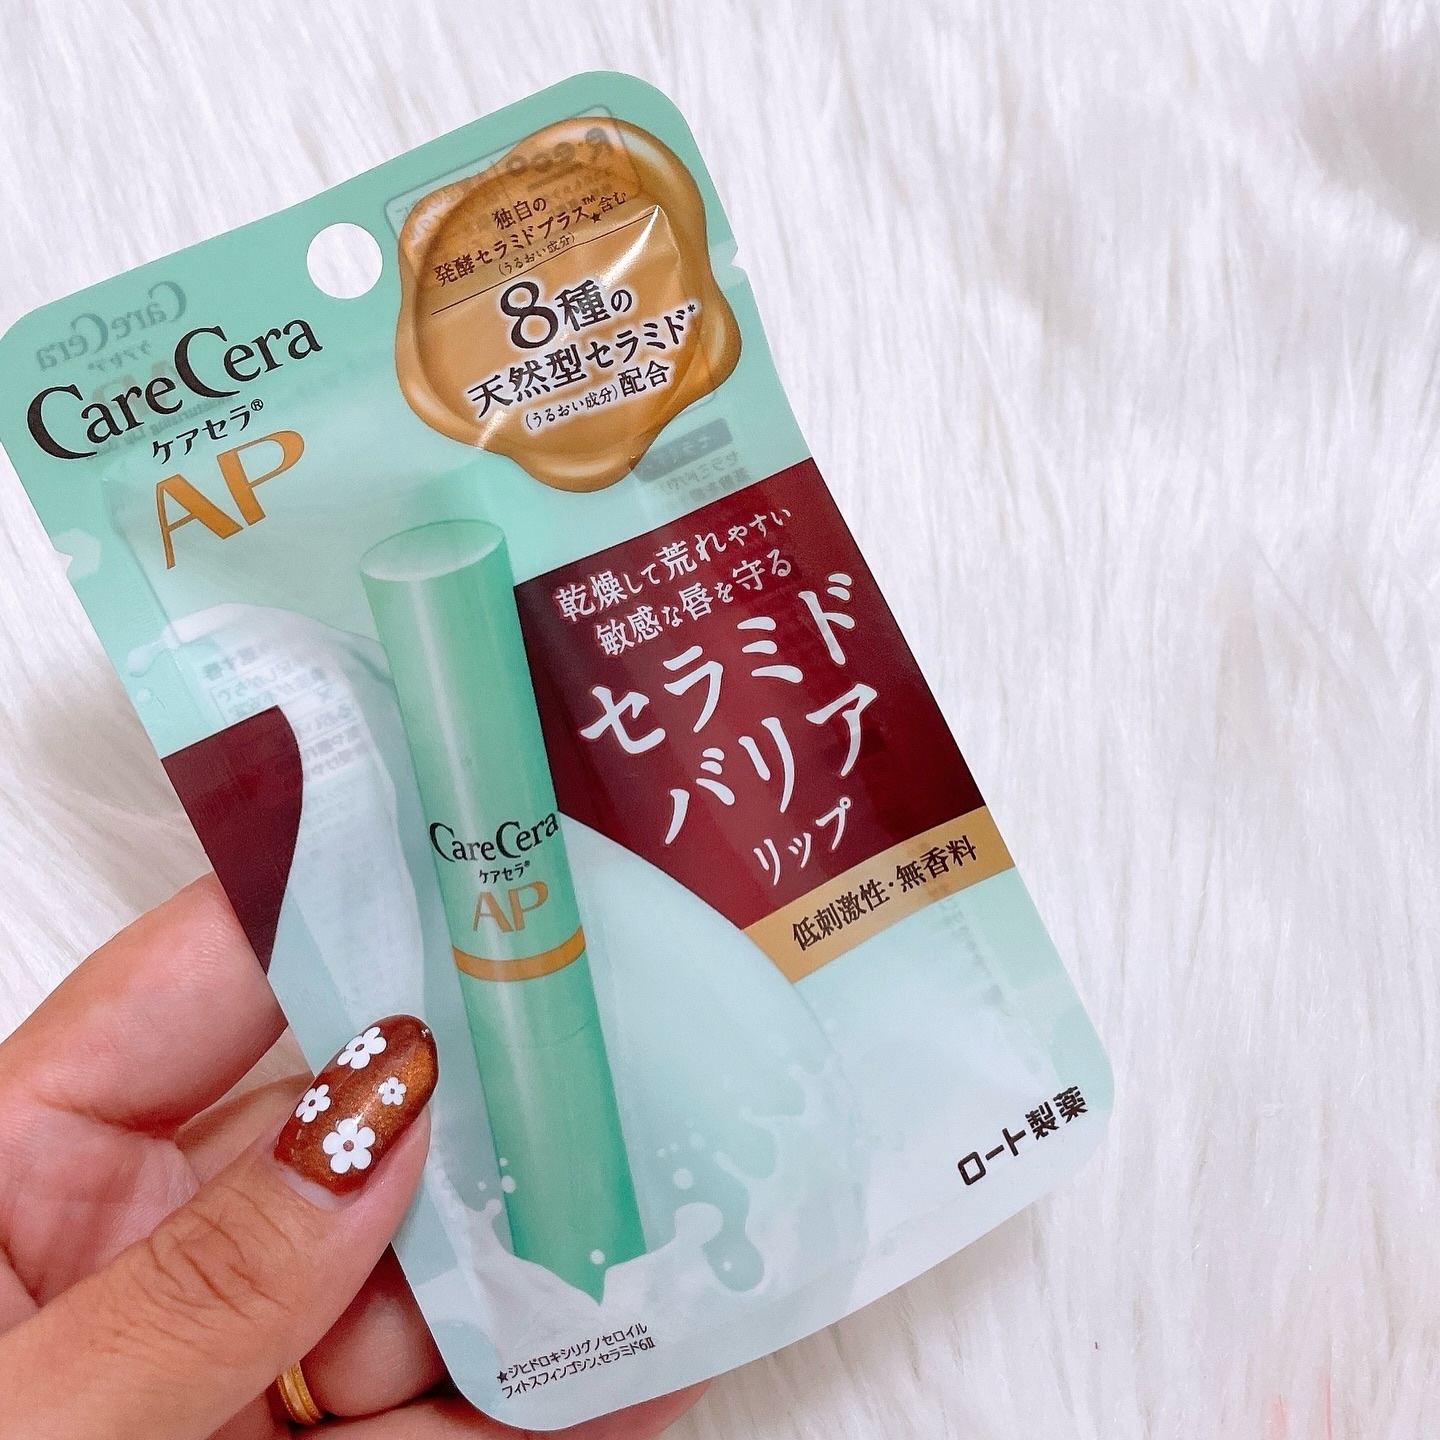 CareCera
ケアセラ®
AP
独自の
発酵セラミドプラス™★含む
(うるおい成分)
8種の
天然型セラミド*
(うるおい成分)配合
乾燥して荒れやすい
敏感な唇を守る
セラミド
バリア
リップ
低刺激性・無香料
CareCera
ケアセラ®
AP
ロート製薬
★ジヒドロキシリグノセロイル
フィトスフィンゴシン、セラミド6II